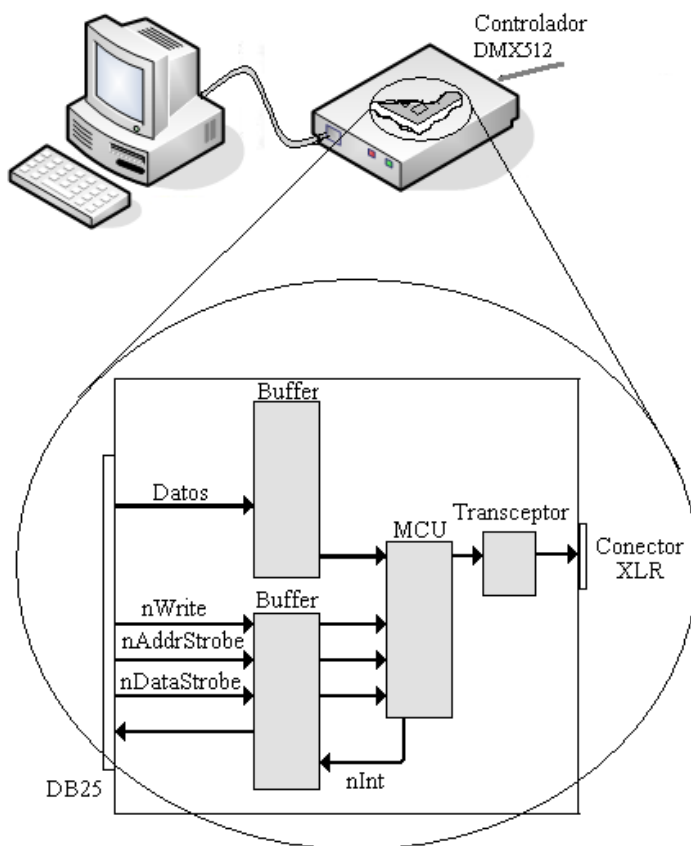 Controlador
DMX512
Buffer
Datos
MCU
Transceptor
Conector
XLR
Buffer
nWrite
nAddrStrobe
nDataStrobe
nInt
DB25